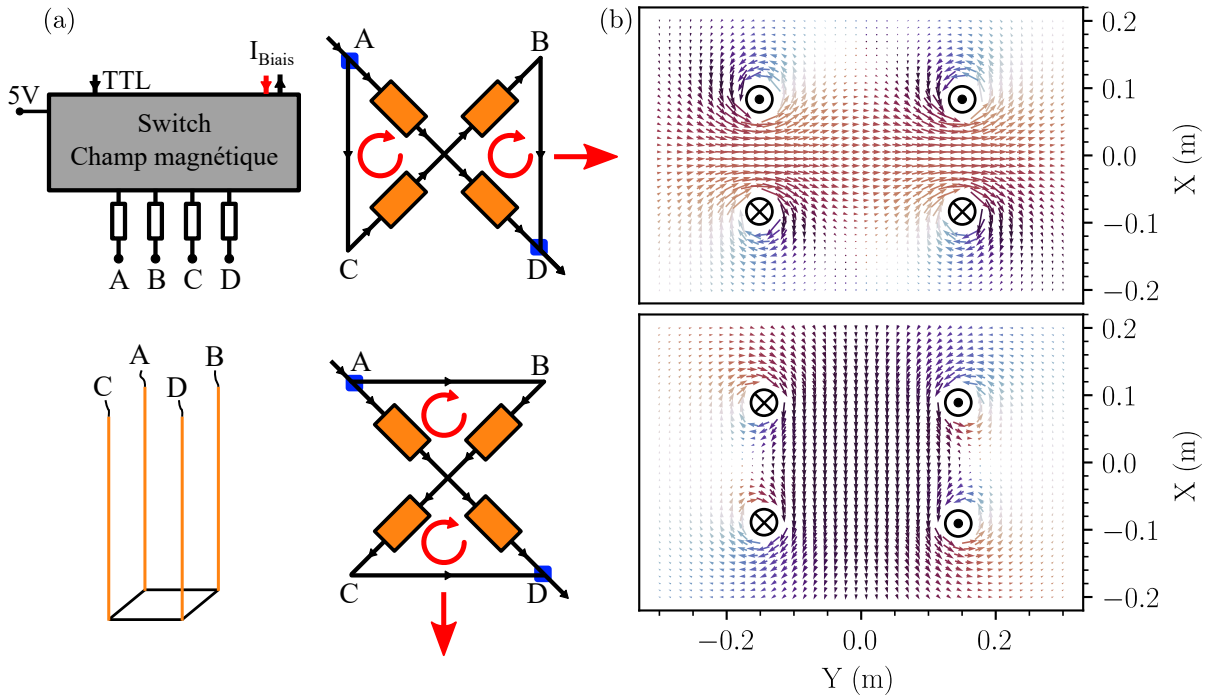 (a)
TTL
I_Biais
5V
Switch
Champ magnétique
A B C D
A
B
C
D
A
B
C
D
A
B
C
D
(b)
0.2
0.1
0.0
−0.1
−0.2
X (m)
0.2
0.1
0.0
−0.1
−0.2
X (m)
−0.2 0.0 0.2
Y (m)